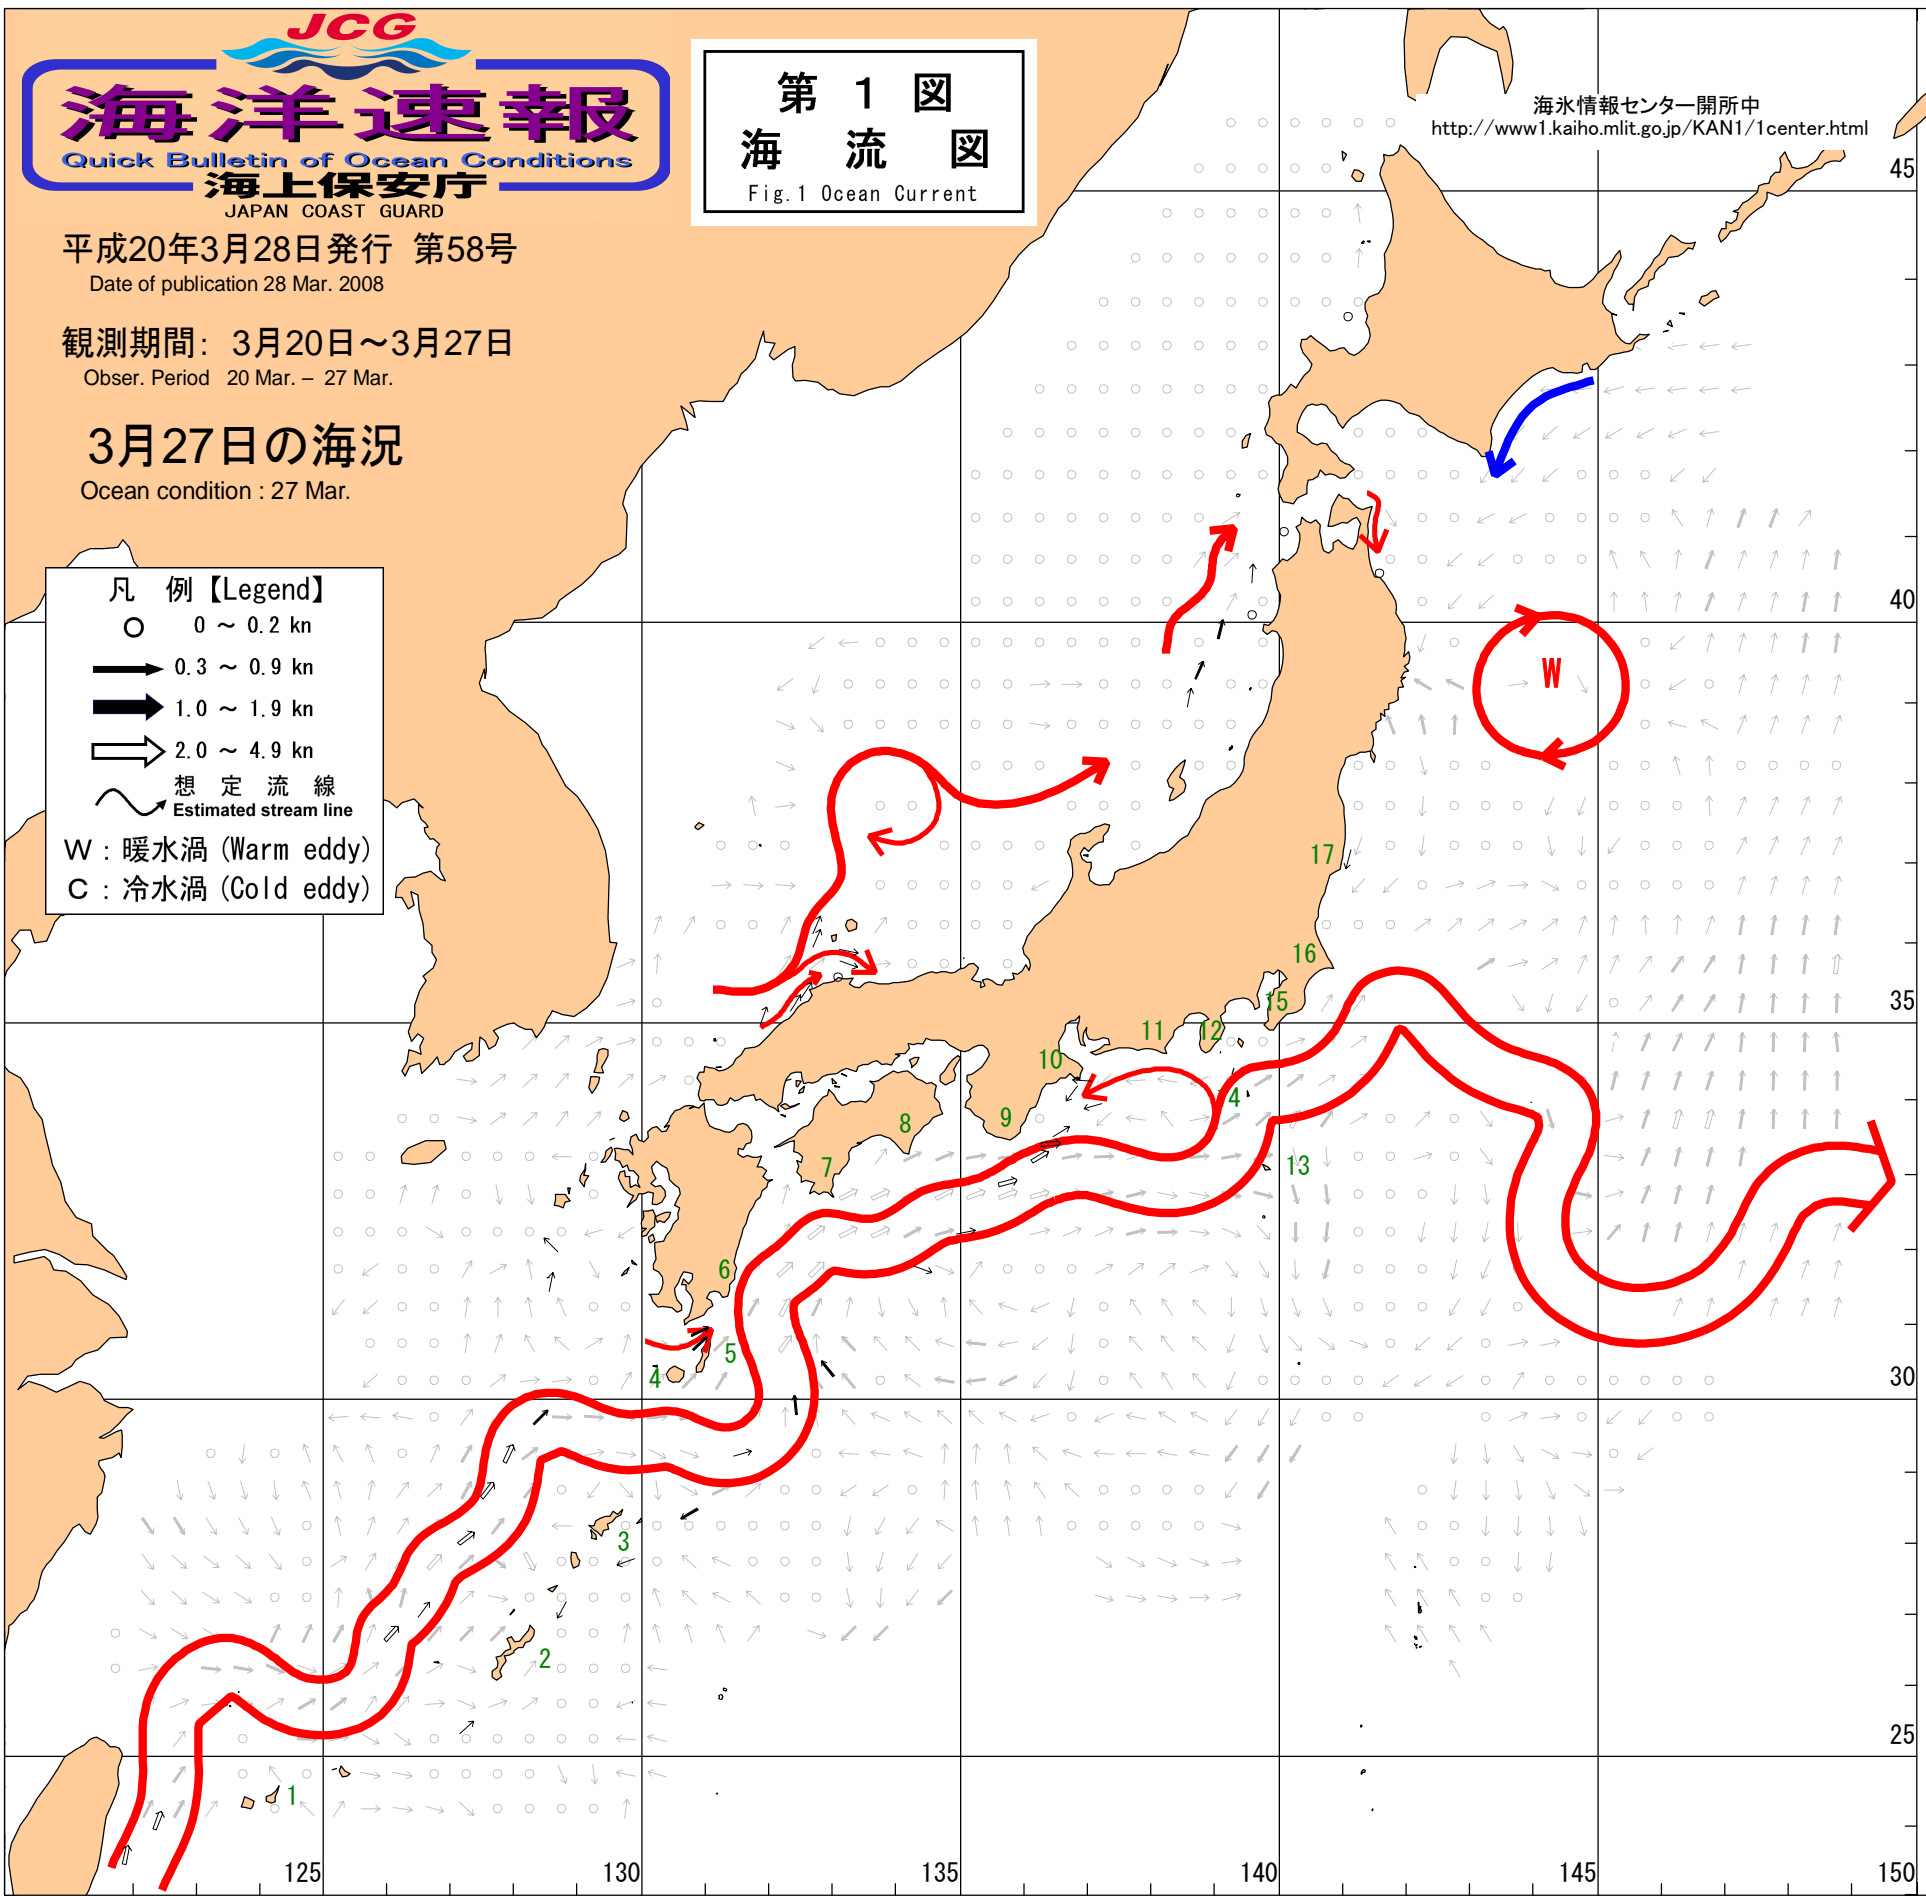 JCG
海洋速報
Quick Bulletin of Ocean Conditions
海上保安庁
JAPAN COAST GUARD
平成20年3月28日発行 第58号
Date of publication 28 Mar. 2008
観測期間: 3月20日～3月27日
Obser. Period 20 Mar. – 27 Mar.
3月27日の海況
Ocean condition : 27 Mar.
第 1 図
海 流 図
Fig.1 Ocean Current
海氷情報センター開所中
http://www1.kaiho.mlit.go.jp/KAN1/1center.html
凡 例【Legend】
0 ～ 0.2 kn
0.3 ～ 0.9 kn
1.0 ～ 1.9 kn
2.0 ～ 4.9 kn
想 定 流 線
Estimated stream line
W : 暖水渦 (Warm eddy)
C : 冷水渦 (Cold eddy)
45
40
W
17
16
35
15
12
11
10
14
9
8
7
13
6
5
4
30
3
2
25
1
125
130
135
140
145
150